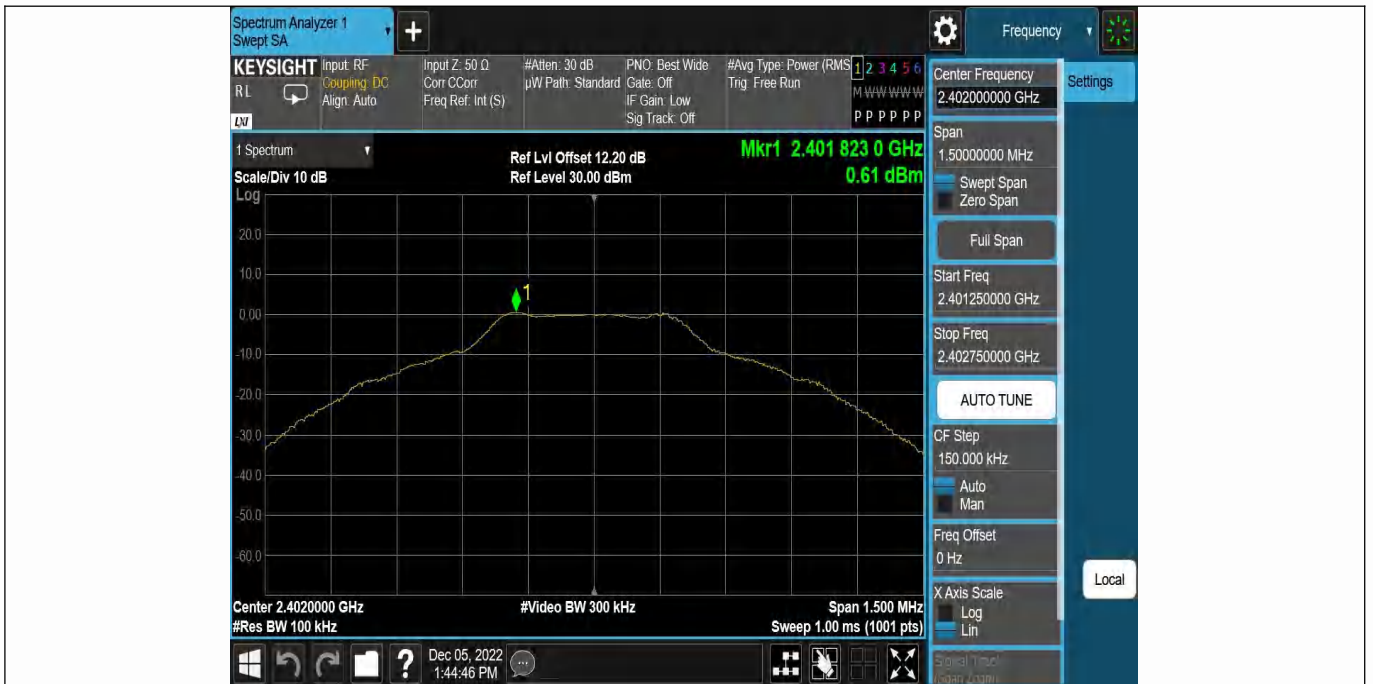 Spectrum Analyzer 1
Swept SA
Frequency
KEYSIGHT
RL
LXI
Input: RF
Coupling: DC
Align: Auto
Input Z: 50 Ω
Corr CCorr
Freq Ref: Int (S)
#Atten: 30 dB
µW Path: Standard
PNO: Best Wide
Gate: Off
IF Gain: Low
Sig Track: Off
#Avg Type: Power (RMS
Trig: Free Run
1 2 3 4 5 6
M W W W W W
P P P P P P
1 Spectrum
Scale/Div 10 dB
Log
Ref Lvl Offset 12.20 dB
Ref Level 30.00 dBm
Mkr1 2.401 823 0 GHz
0.61 dBm
20.0
10.0
1
0.00
-10.0
-20.0
-30.0
-40.0
-50.0
-60.0
Center 2.4020000 GHz
#Res BW 100 kHz
#Video BW 300 kHz
Span 1.500 MHz
Sweep 1.00 ms (1001 pts)
Dec 05, 2022
1:44:46 PM
Center Frequency
2.402000000 GHz
Settings
Span
1.50000000 MHz
Swept Span
Zero Span
Full Span
Start Freq
2.401250000 GHz
Stop Freq
2.402750000 GHz
AUTO TUNE
CF Step
150.000 kHz
Auto
Man
Freq Offset
0 Hz
X Axis Scale
Log
Lin
Local
Signal Track
(Span Zoom)